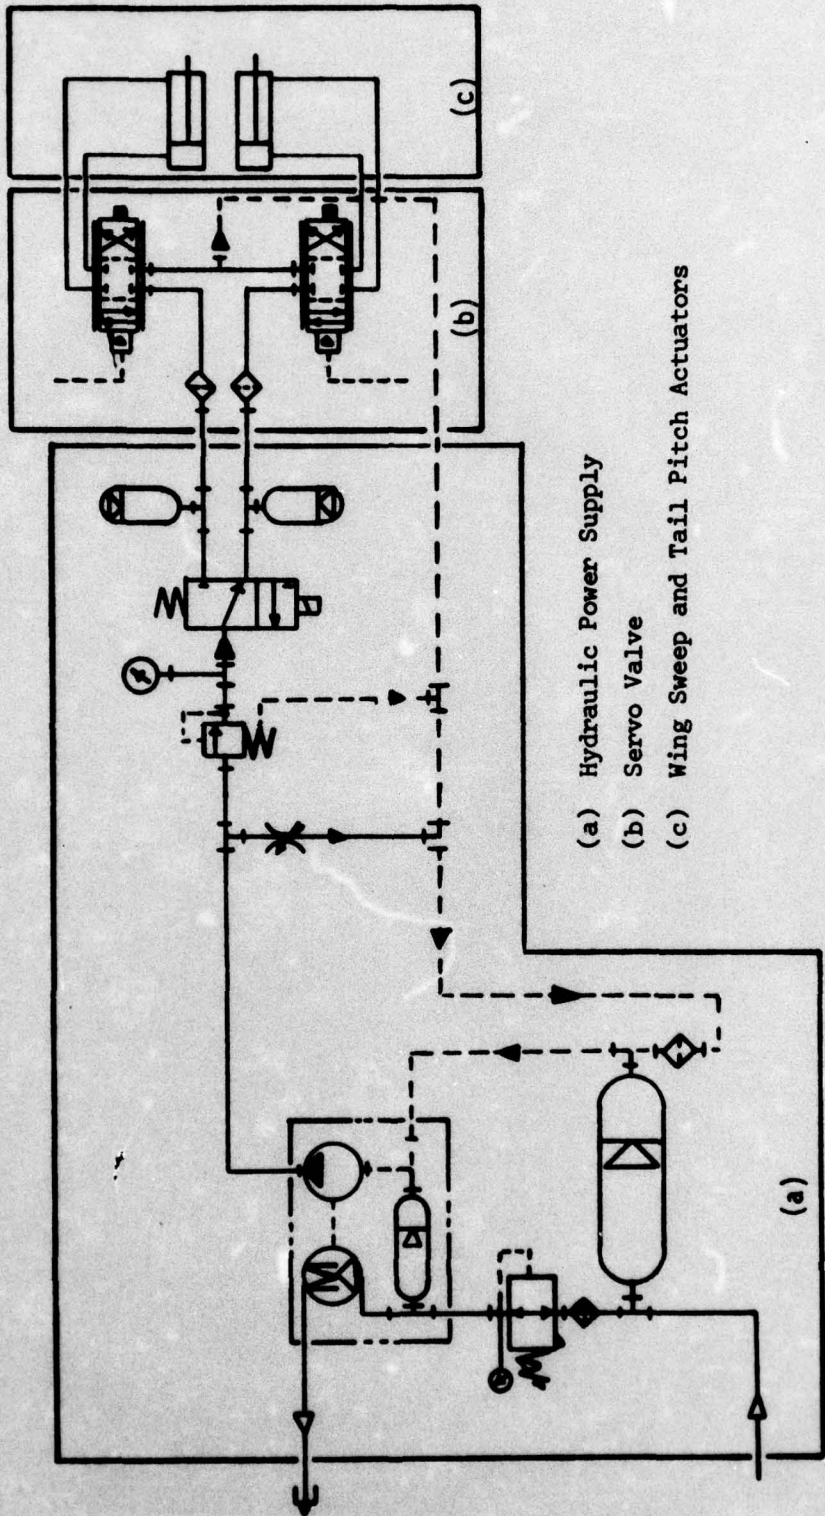 (c)
(b)
(a) Hydraulic Power Supply
(b) Servo Valve
(c) Wing Sweep and Tail Pitch Actuators
M
(a)